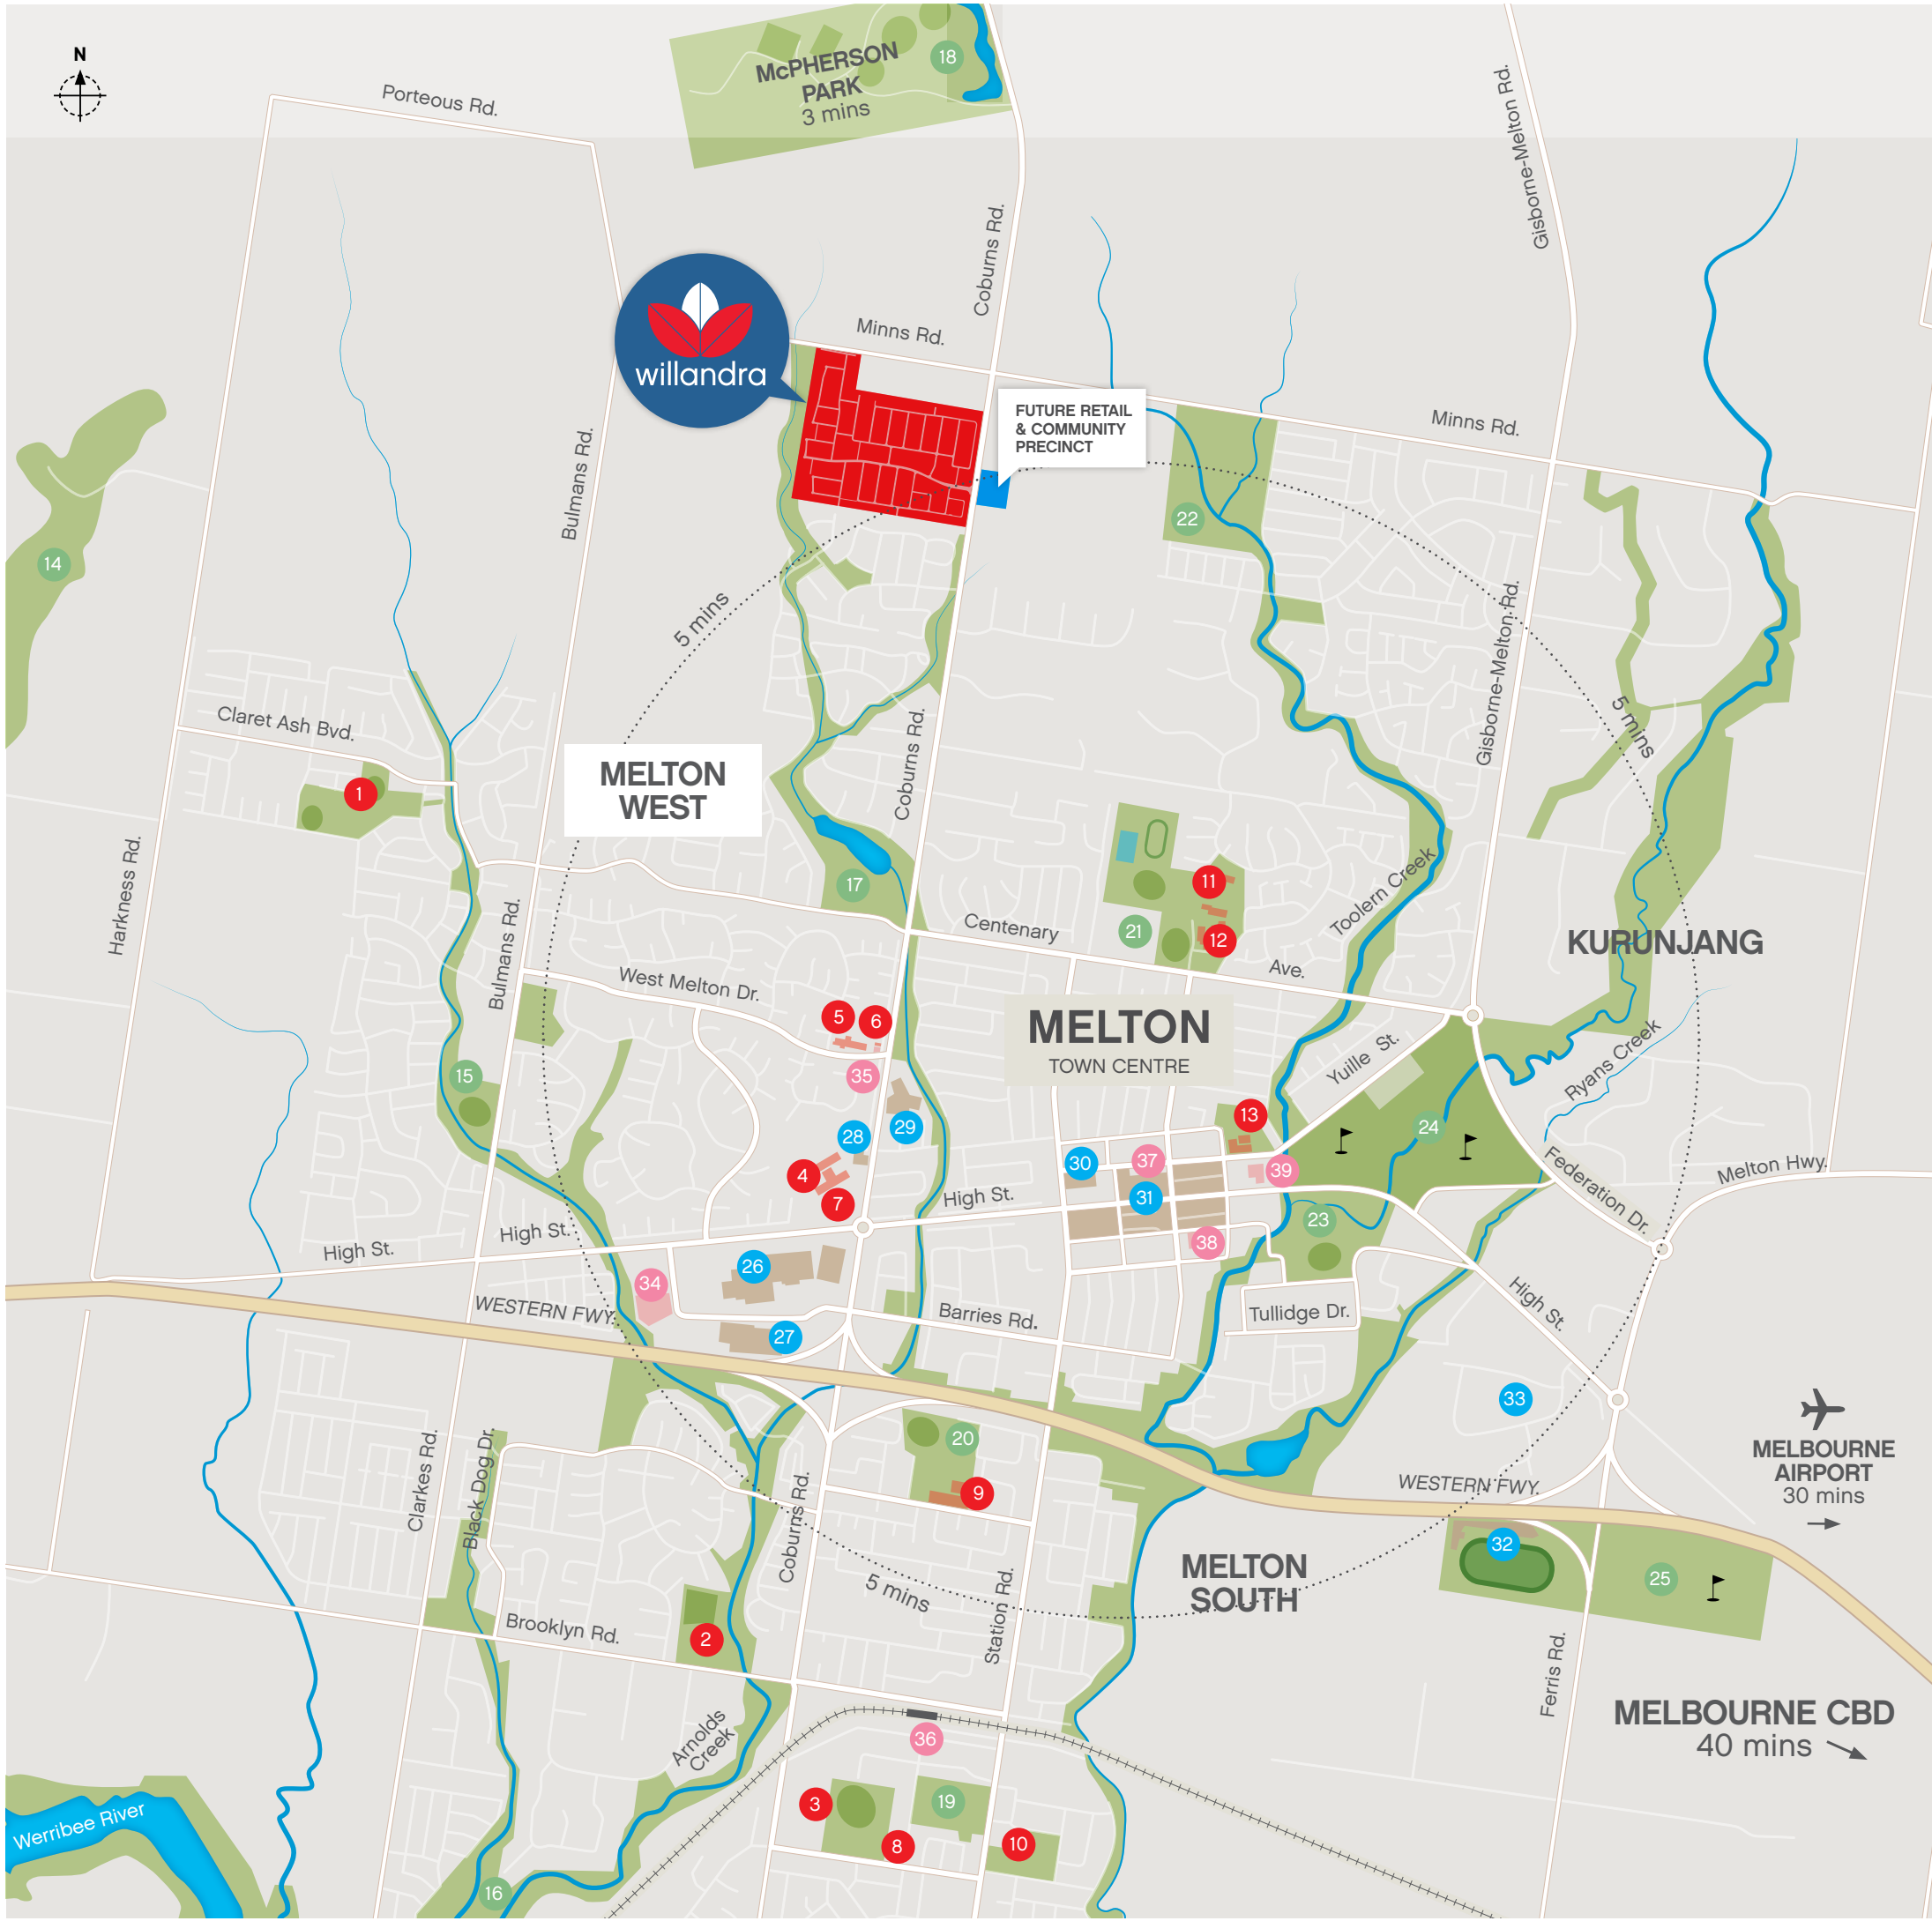 N
18
McPHERSON
PARK
3 mins
Porteous Rd.
Gisborne-Melton Rd.
Coburns Rd.
willandra
Minns Rd.
FUTURE RETAIL
& COMMUNITY
PRECINCT
Minns Rd.
Bulmans Rd.
22
14
5 mins
Gisborne-Melton Rd.
5 mins
Claret Ash Bvd.
1
MELTON
WEST
Coburns Rd.
Harkness Rd.
17
11
Toolern Creek
21
12
Centenary
Ave.
KURUNJANG
Bulmans Rd.
West Melton Dr.
5
6
MELTON
TOWN CENTRE
35
15
Yuille St.
Ryans Creek
29
28
13
24
4
7
30
37
39
31
High St.
23
38
Federation Dr.
Melton Hwy.
High St.
High St.
26
34
WESTERN FWY.
27
Barries Rd.
Tullidge Dr.
High St.
33
MELBOURNE
AIRPORT
30 mins
20
9
Clarkes Rd.
Black Dog Dr.
Coburns Rd.
WESTERN FWY.
32
25
MELTON
SOUTH
5 mins
Station Rd.
2
Brooklyn Rd.
Ferris Rd.
MELBOURNE CBD
40 mins
Arnolds
Creek
36
3
19
8
10
Werribee River
16